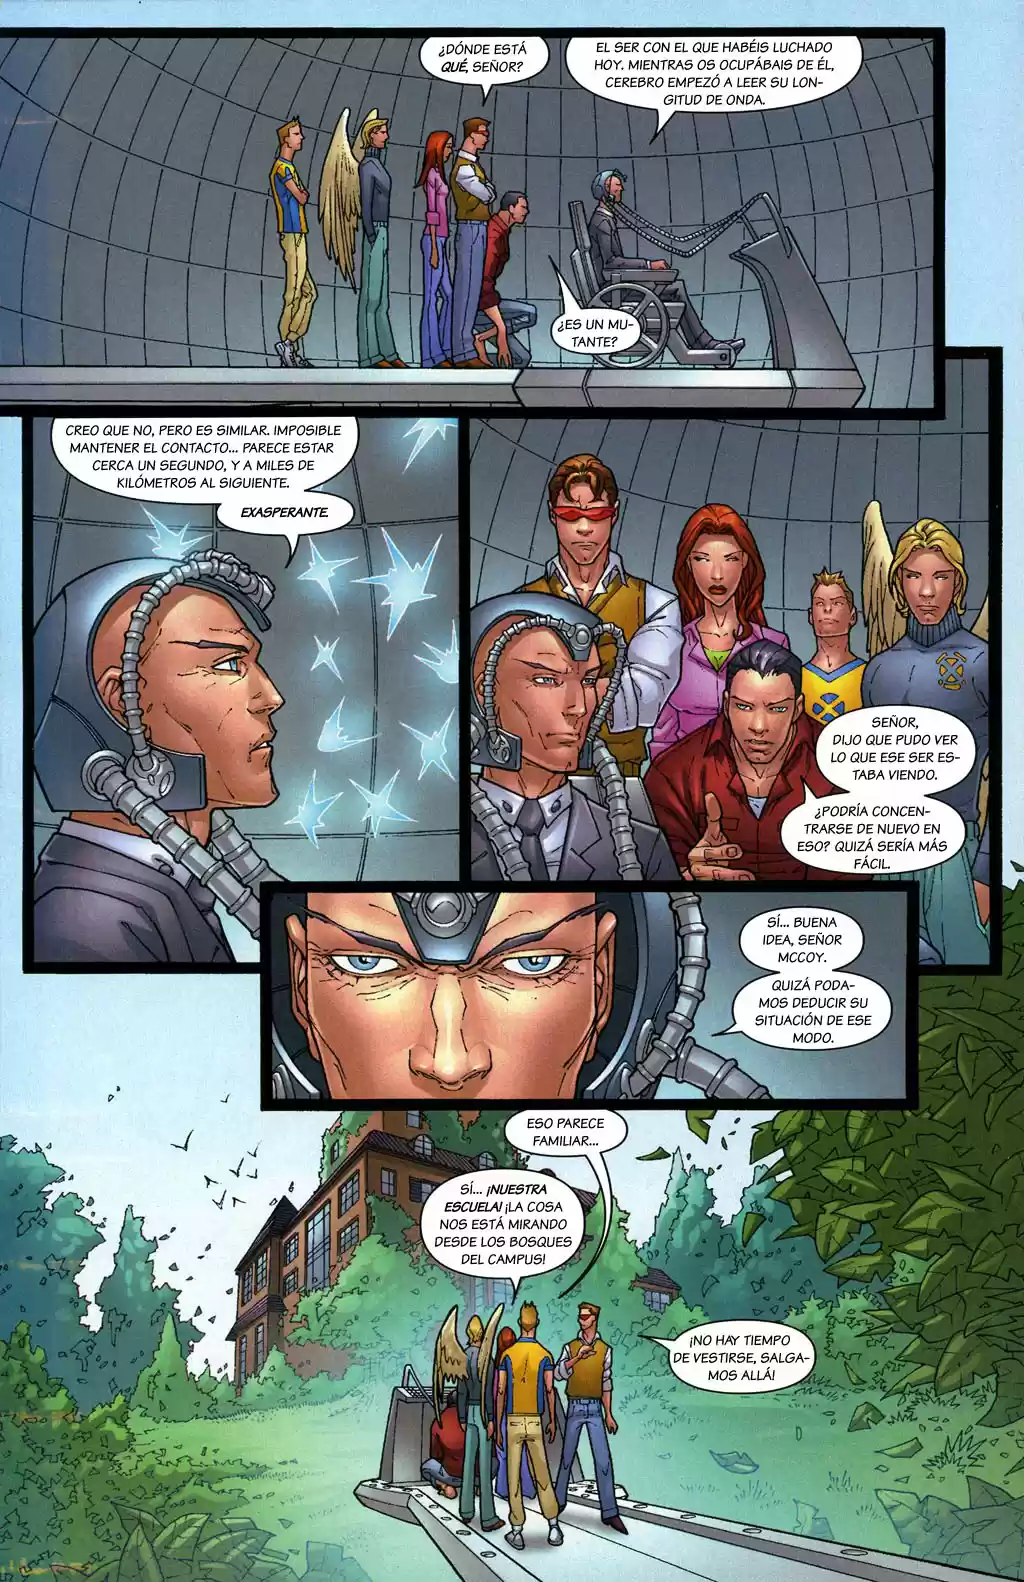 ¿DÓNDE ESTÁ
QUÉ, SEÑOR?
EL SER CON EL QUE HABÉIS LUCHADO
HOY. MIENTRAS OS OCUPÁBAIS DE ÉL,
CEREBRO EMPEZÓ A LEER SU LON-
GITUD DE ONDA.
¿ES UN MU-
TANTE?
CREO QUE NO, PERO ES SIMILAR. IMPOSIBLE
MANTENER EL CONTACTO... PARECE ESTAR
CERCA UN SEGUNDO, Y A MILES DE
KILÓMETROS AL SIGUIENTE.
EXASPERANTE.
SEÑOR,
DIJO QUE PUDO VER
LO QUE ESE SER ES-
TABA VIENDO.
¿PODRÍA CONCEN-
TRARSE DE NUEVO EN
ESO? QUIZÁ SERÍA MÁS
FÁCIL.
SÍ... BUENA
IDEA, SEÑOR
MCCOY.
QUIZÁ PODA-
MOS DEDUCIR SU
SITUACIÓN DE ESE
MODO.
ESO PARECE
FAMILIAR...
SÍ... ¡NUESTRA
ESCUELA! ¡LA COSA
NOS ESTÁ MIRANDO
DESDE LOS BOSQUES
DEL CAMPUS!
¡NO HAY TIEMPO
DE VESTIRSE, SALGA-
MOS ALLÁ!